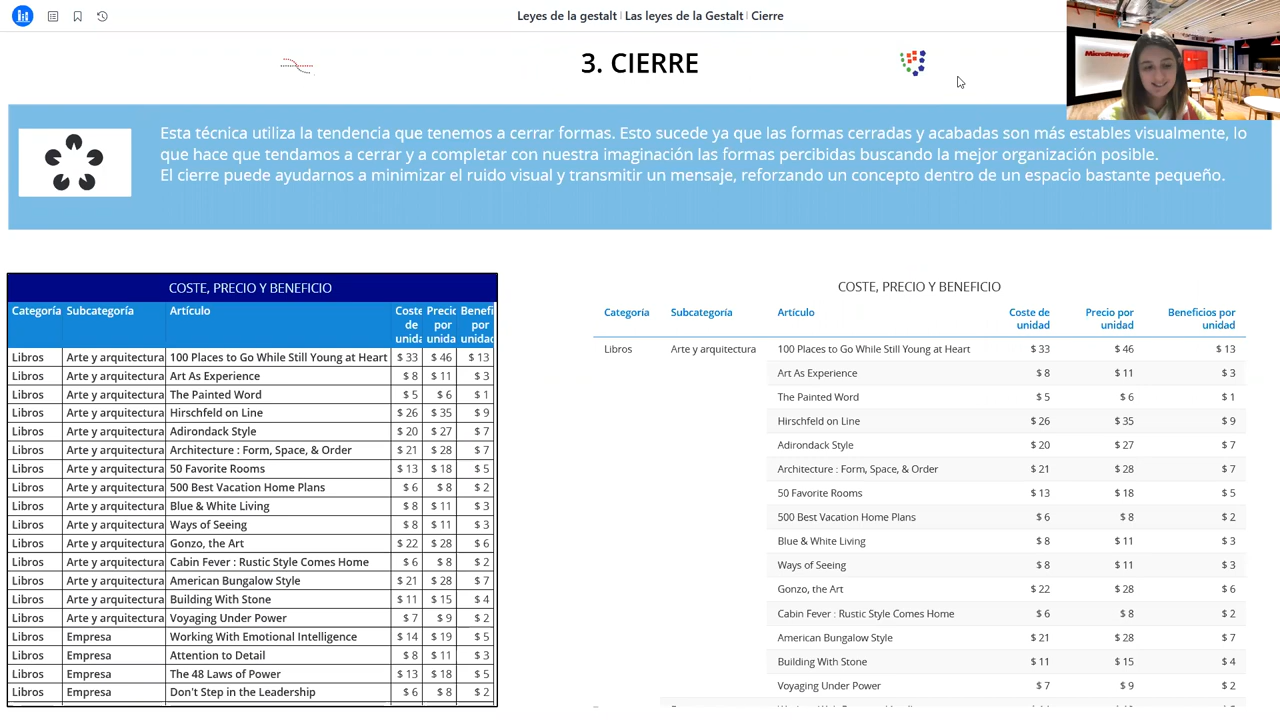 Leyes de la gestalt | Las leyes de la Gestalt | Cierre
MicroStrategy
3. CIERRE
Esta técnica utiliza la tendencia que tenemos a cerrar formas. Esto sucede ya que las formas cerradas y acabadas son más estables visualmente, lo
que hace que tendamos a cerrar y a completar con nuestra imaginación las formas percibidas buscando la mejor organización posible.
El cierre puede ayudarnos a minimizar el ruido visual y transmitir un mensaje, reforzando un concepto dentro de un espacio bastante pequeño.
COSTE, PRECIO Y BENEFICIO
Categoría Subcategoría Artículo Coste de unida Precio por unida Benefi por unidad
Libros Arte y arquitectura 100 Places to Go While Still Young at Heart $ 33 $ 46 $ 13
Libros Arte y arquitectura Art As Experience $ 8 $ 11 $ 3
Libros Arte y arquitectura The Painted Word $ 5 $ 6 $ 1
Libros Arte y arquitectura Hirschfeld on Line $ 26 $ 35 $ 9
Libros Arte y arquitectura Adirondack Style $ 20 $ 27 $ 7
Libros Arte y arquitectura Architecture : Form, Space, & Order $ 21 $ 28 $ 7
Libros Arte y arquitectura 50 Favorite Rooms $ 13 $ 18 $ 5
Libros Arte y arquitectura 500 Best Vacation Home Plans $ 6 $ 8 $ 2
Libros Arte y arquitectura Blue & White Living $ 8 $ 11 $ 3
Libros Arte y arquitectura Ways of Seeing $ 8 $ 11 $ 3
Libros Arte y arquitectura Gonzo, the Art $ 22 $ 28 $ 6
Libros Arte y arquitectura Cabin Fever : Rustic Style Comes Home $ 6 $ 8 $ 2
Libros Arte y arquitectura American Bungalow Style $ 21 $ 28 $ 7
Libros Arte y arquitectura Building With Stone $ 11 $ 15 $ 4
Libros Arte y arquitectura Voyaging Under Power $ 7 $ 9 $ 2
Libros Empresa Working With Emotional Intelligence $ 14 $ 19 $ 5
Libros Empresa Attention to Detail $ 8 $ 11 $ 3
Libros Empresa The 48 Laws of Power $ 13 $ 18 $ 5
Libros Empresa Don't Step in the Leadership $ 6 $ 8 $ 2
COSTE, PRECIO Y BENEFICIO
Categoría Subcategoría Artículo Coste de unidad Precio por unidad Beneficios por unidad
Libros Arte y arquitectura 100 Places to Go While Still Young at Heart $ 33 $ 46 $ 13
Art As Experience $ 8 $ 11 $ 3
The Painted Word $ 5 $ 6 $ 1
Hirschfeld on Line $ 26 $ 35 $ 9
Adirondack Style $ 20 $ 27 $ 7
Architecture : Form, Space, & Order $ 21 $ 28 $ 7
50 Favorite Rooms $ 13 $ 18 $ 5
500 Best Vacation Home Plans $ 6 $ 8 $ 2
Blue & White Living $ 8 $ 11 $ 3
Ways of Seeing $ 8 $ 11 $ 3
Gonzo, the Art $ 22 $ 28 $ 6
Cabin Fever : Rustic Style Comes Home $ 6 $ 8 $ 2
American Bungalow Style $ 21 $ 28 $ 7
Building With Stone $ 11 $ 15 $ 4
Voyaging Under Power $ 7 $ 9 $ 2